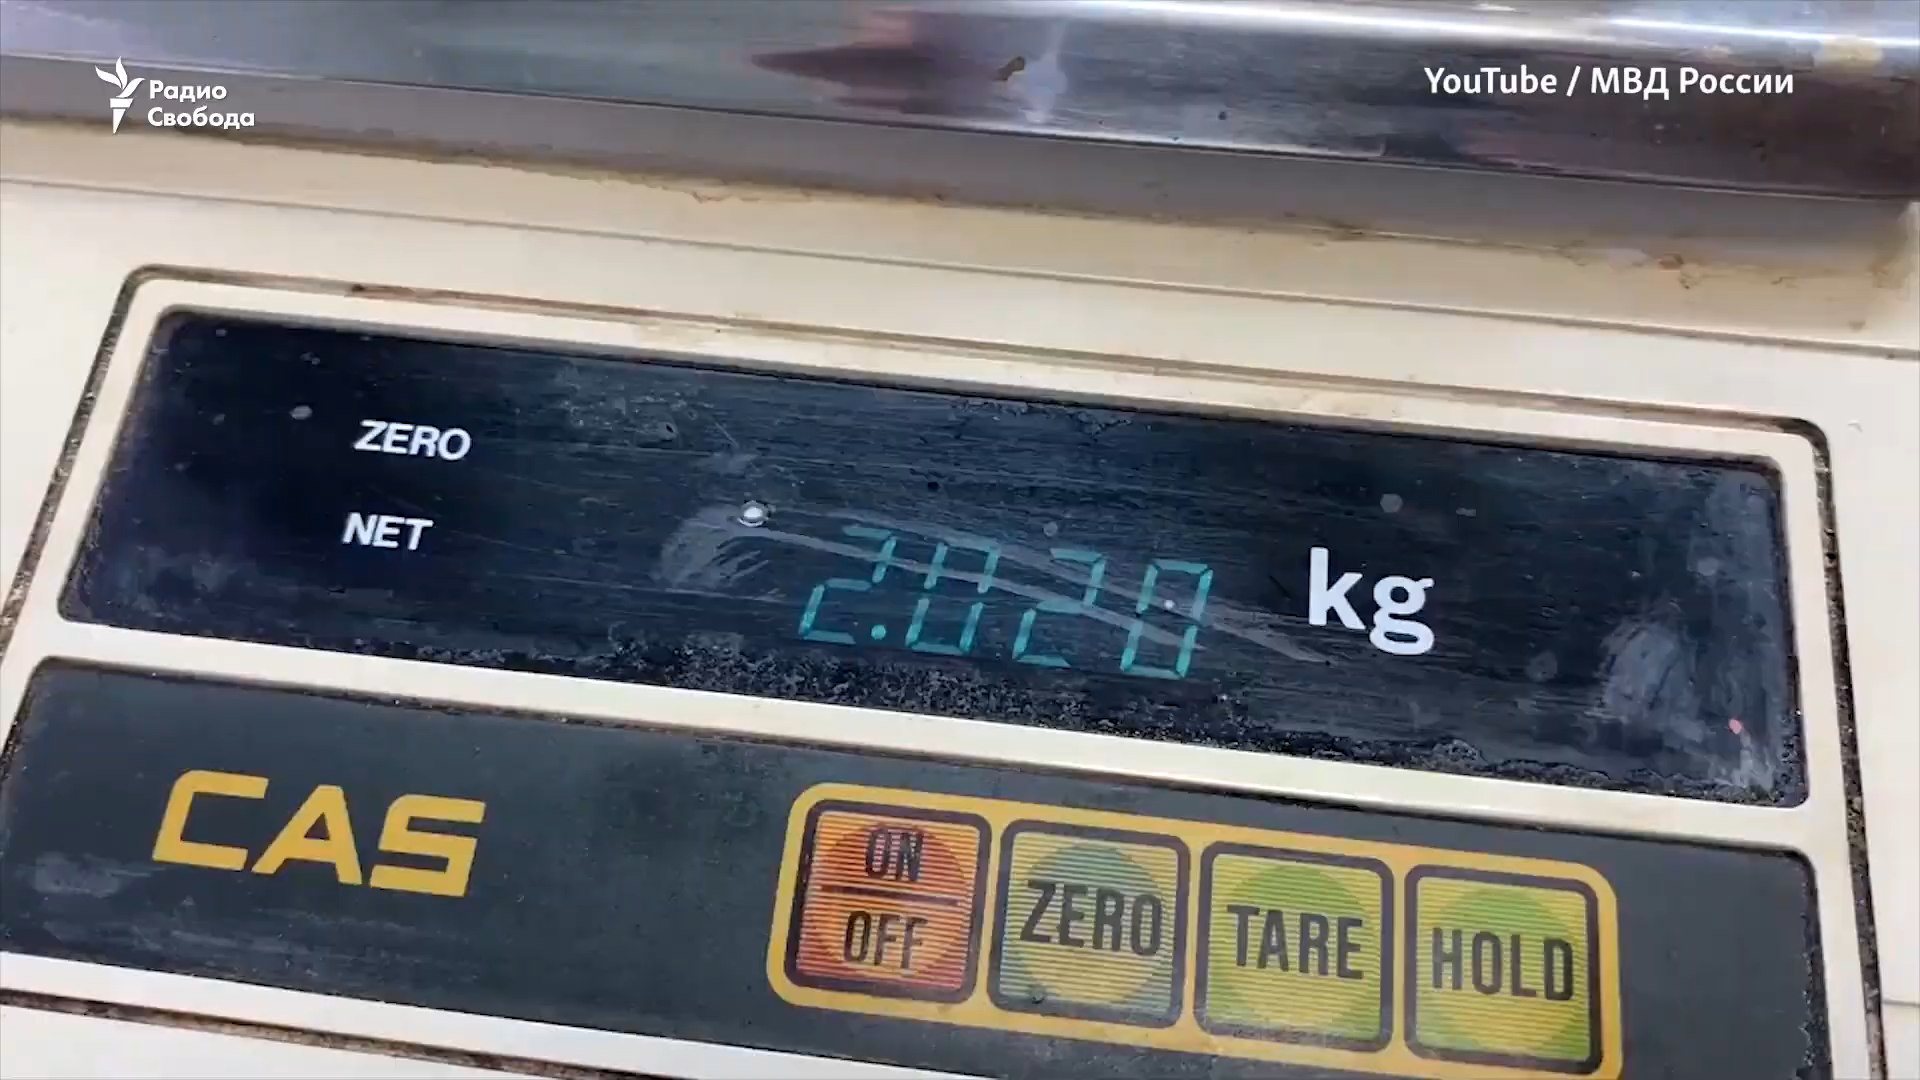 Радио
Свобода
YouTube / МВД России
ZERO
NET
2.020
kg
CAS
ON
OFF
ZERO
TARE
HOLD